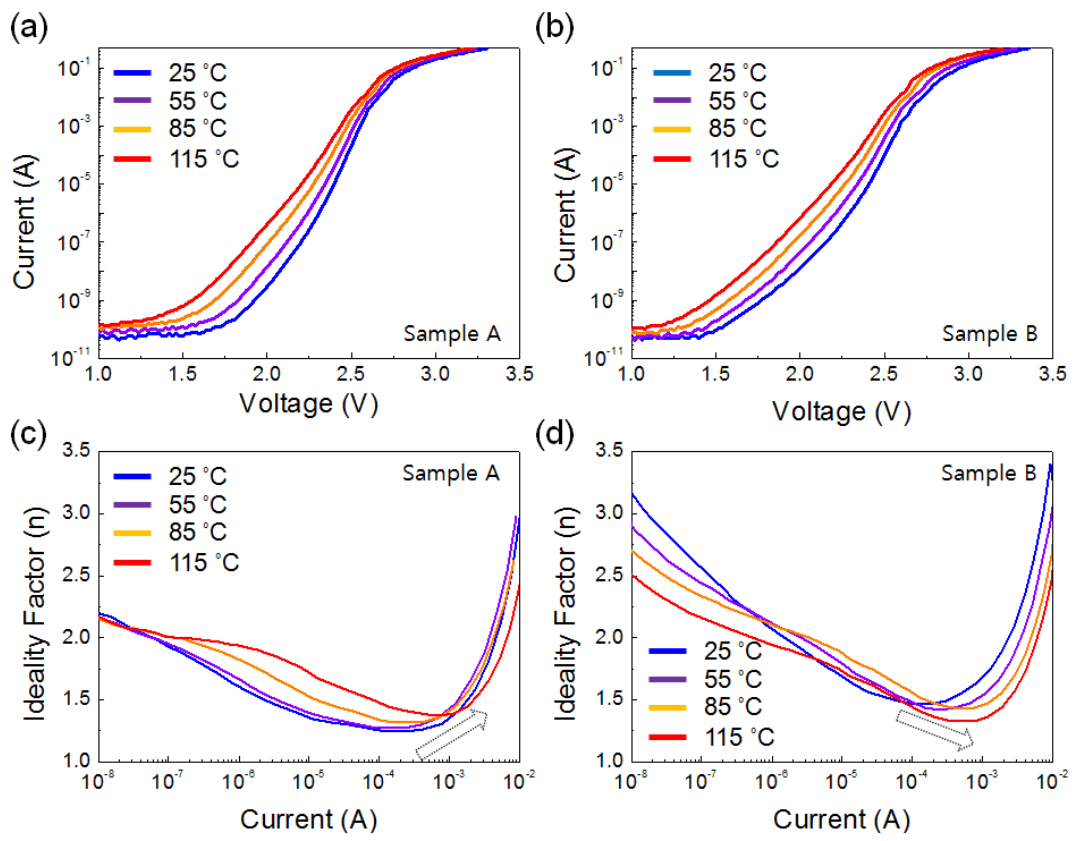 (a)
25 °C
55 °C
85 °C
115 °C
Sample A
Current (A)
10-1
10-3
10-5
10-7
10-9
10-11
1.0 1.5 2.0 2.5 3.0 3.5
Voltage (V)
(b)
25 °C
55 °C
85 °C
115 °C
Sample B
Current (A)
10-1
10-3
10-5
10-7
10-9
10-11
1.0 1.5 2.0 2.5 3.0 3.5
Voltage (V)
(c)
25 °C
55 °C
85 °C
115 °C
Sample A
Ideality Factor (n)
3.5
3.0
2.5
2.0
1.5
1.0
10-8 10-7 10-6 10-5 10-4 10-3 10-2
Current (A)
(d)
Sample B
25 °C
55 °C
85 °C
115 °C
Ideality Factor (n)
3.5
3.0
2.5
2.0
1.5
1.0
10-8 10-7 10-6 10-5 10-4 10-3 10-2
Current (A)